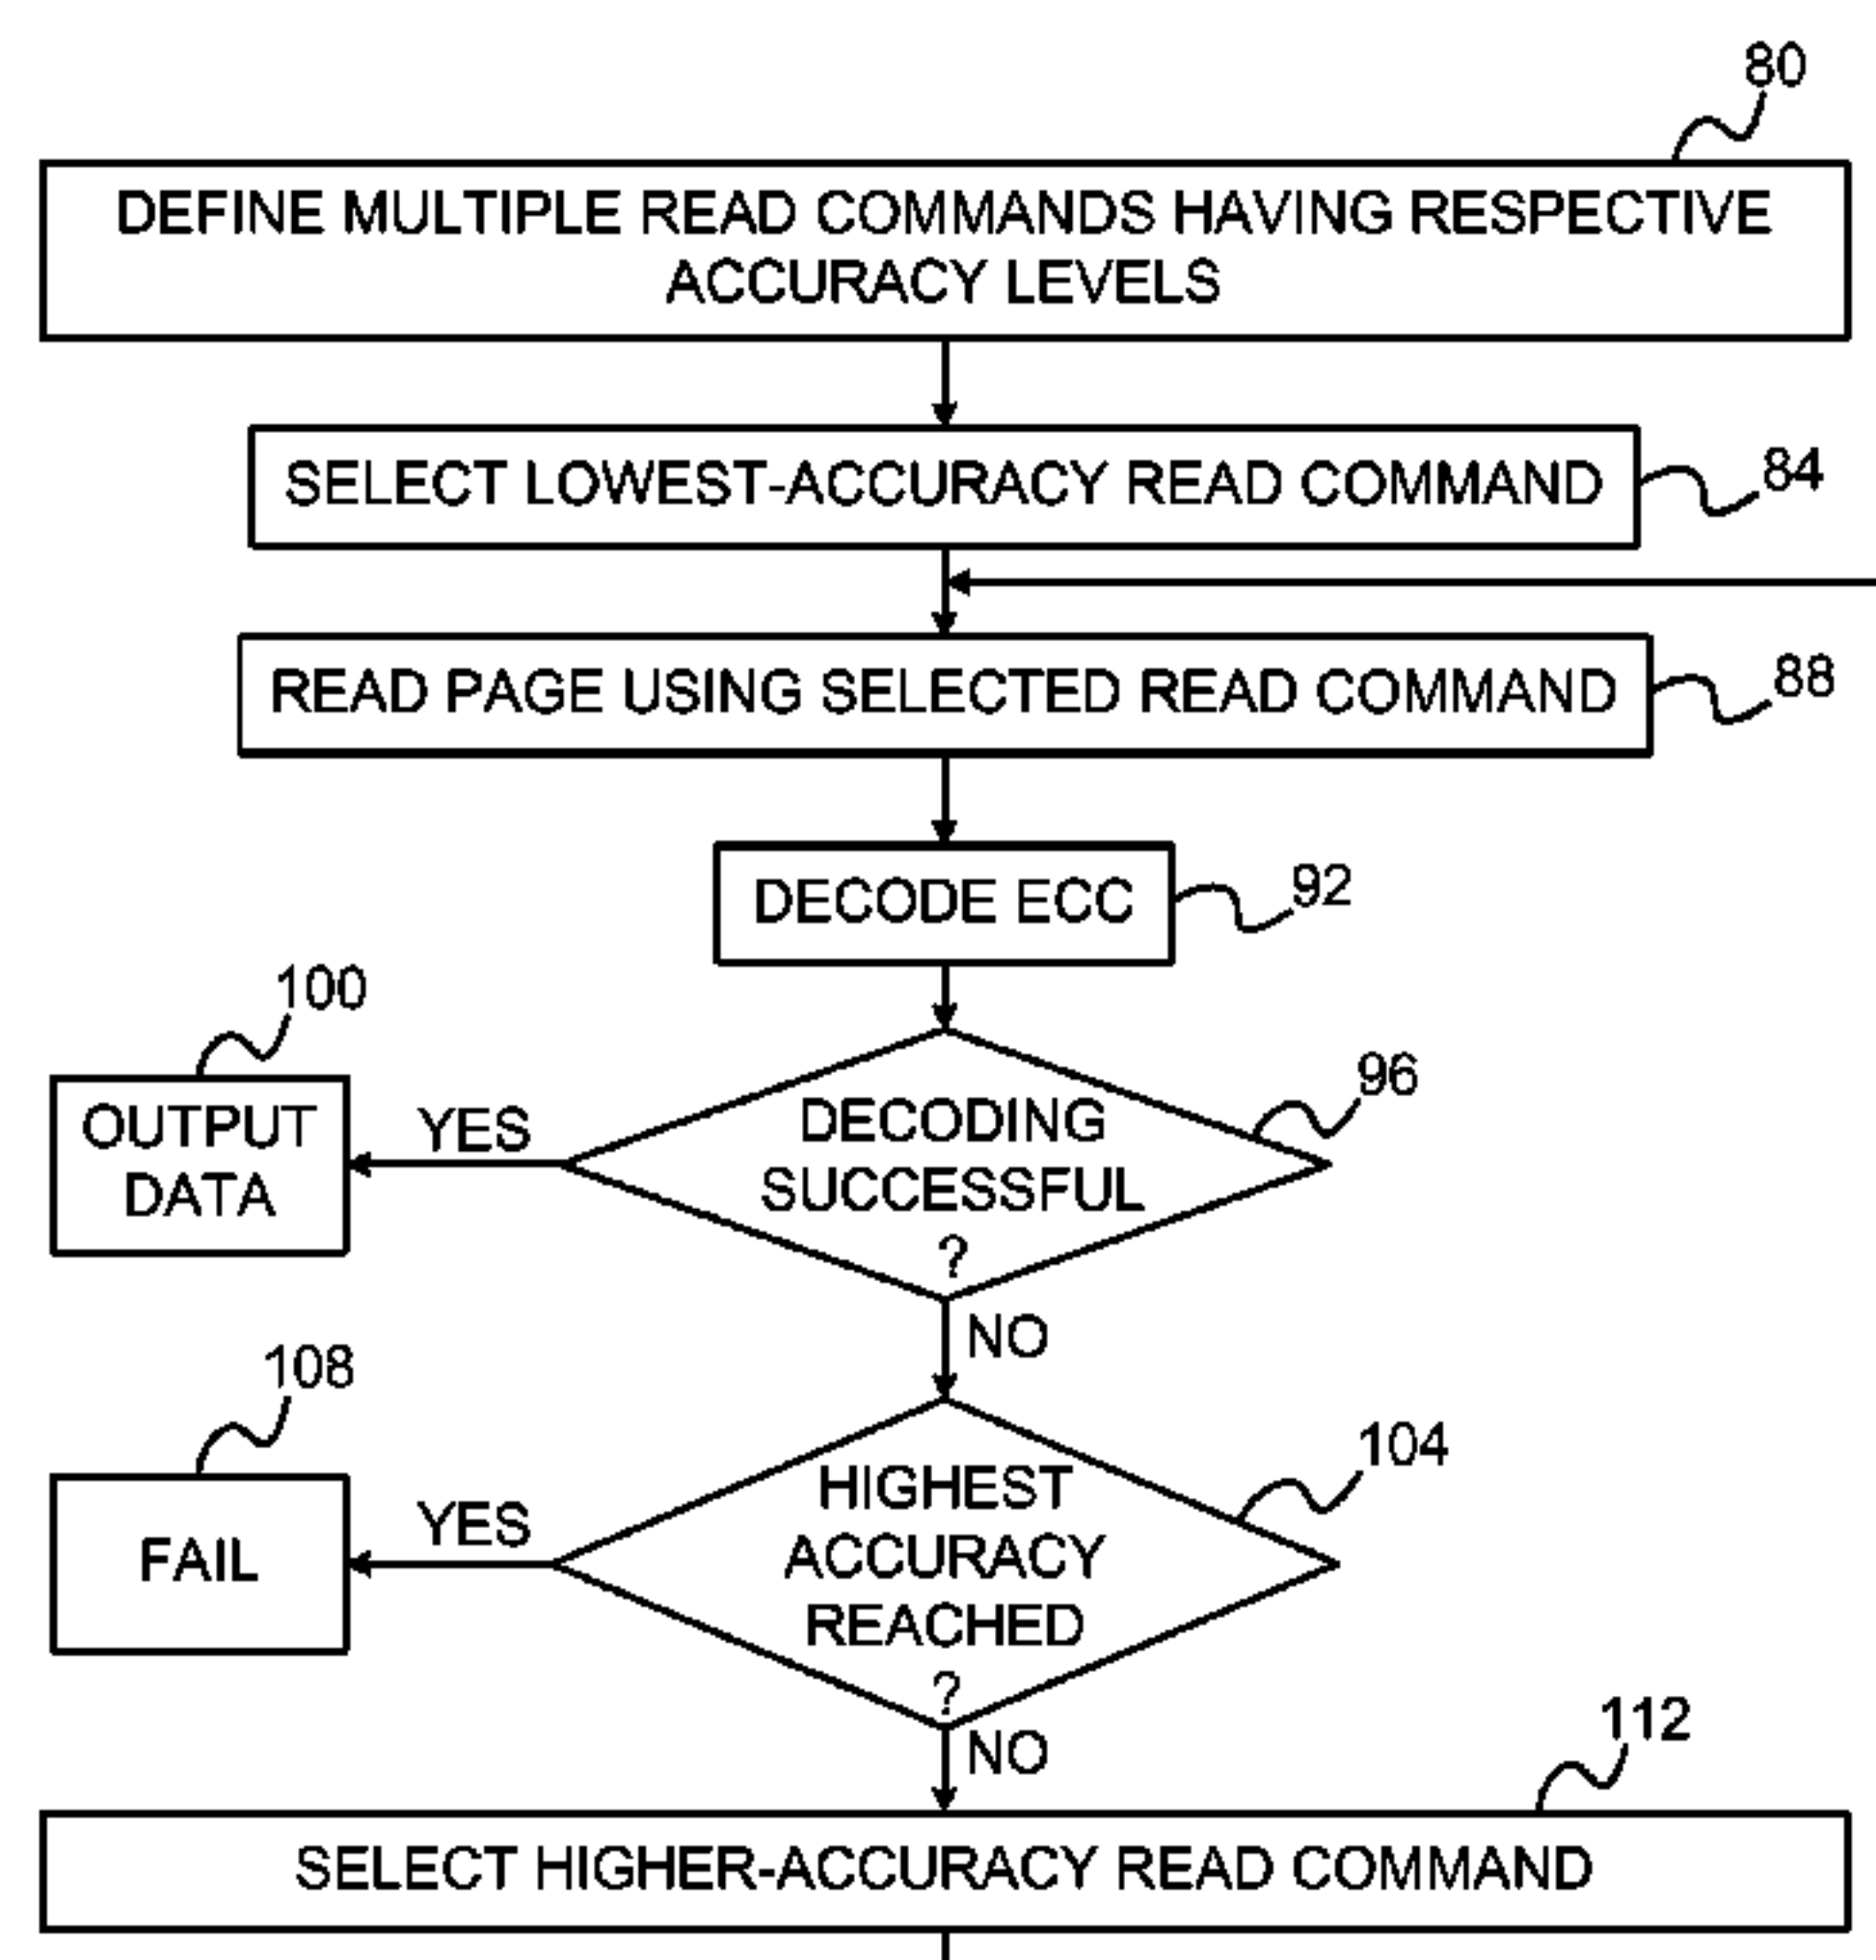 80
DEFINE MULTIPLE READ COMMANDS HAVING RESPECTIVE
ACCURACY LEVELS
SELECT LOWEST-ACCURACY READ COMMAND
84
READ PAGE USING SELECTED READ COMMAND
88
DECODE ECC
92
100
OUTPUT
DATA
YES
DECODING
SUCCESSFUL
?
96
NO
108
FAIL
YES
HIGHEST
ACCURACY
REACHED
?
104
NO
112
SELECT HIGHER-ACCURACY READ COMMAND